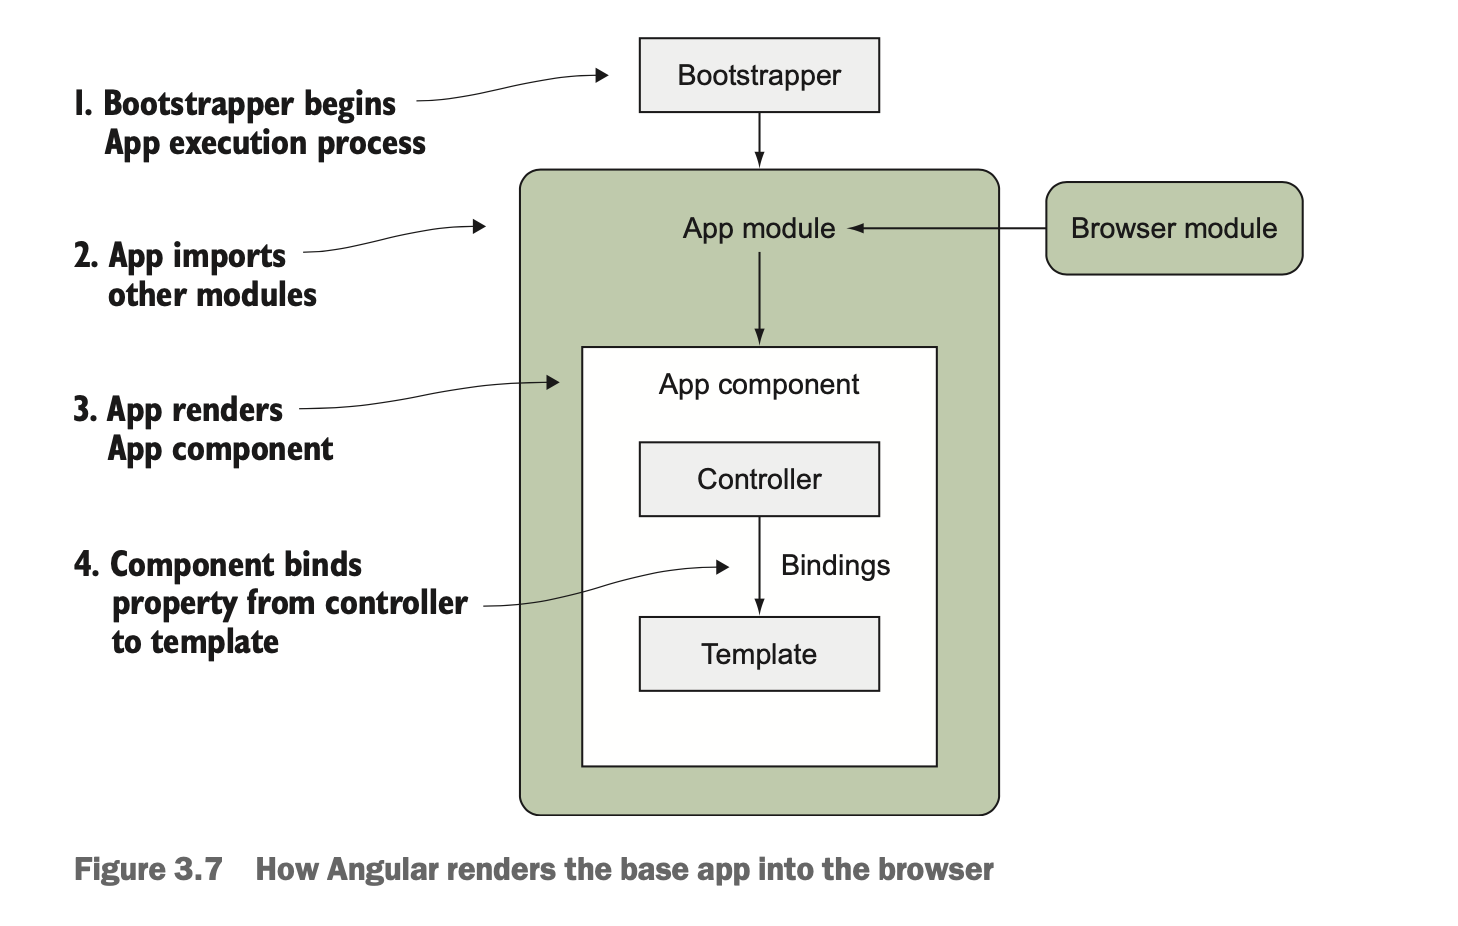 Bootstrapper
1. Bootstrapper begins
App execution process
App module
Browser module
2. App imports
other modules
App component
3. App renders
App component
Controller
4. Component binds
property from controller
to template
Bindings
Template
Figure 3.7 How Angular renders the base app into the browser